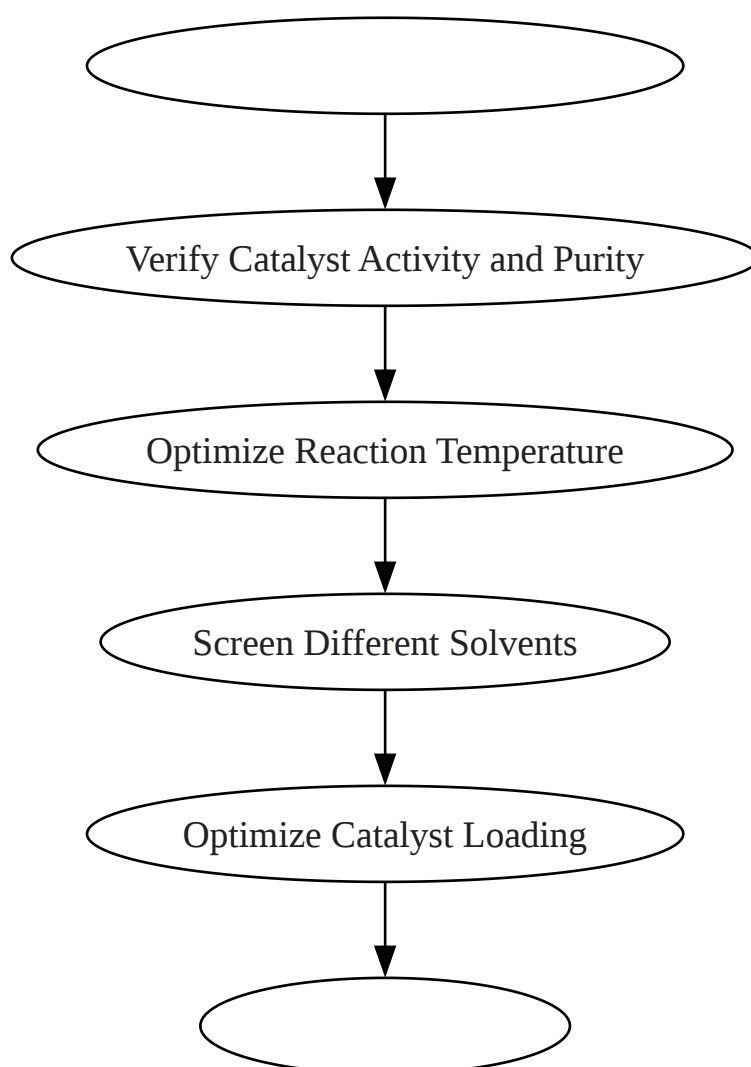 Verify Catalyst Activity and Purity
Optimize Reaction Temperature
Screen Different Solvents
Optimize Catalyst Loading